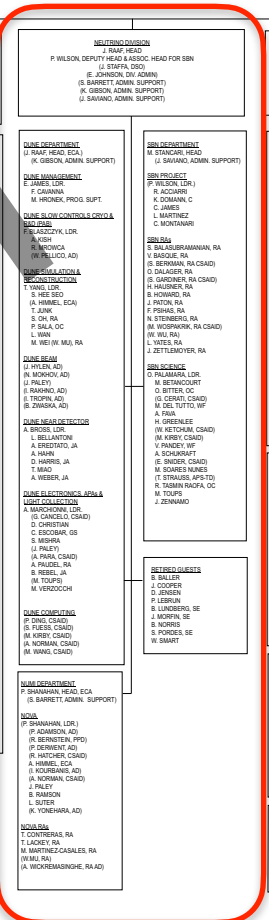 NEUTRINO DIVISION
J. RAAF, HEAD
P. WILSON, DEPUTY HEAD & ASSOC. HEAD FOR SBN
(J. STAFFA, DSO)
(E. JOHNSON, DIV. ADMIN)
(S. BARRETT, ADMIN. SUPPORT)
(K. GIBSON, ADMIN. SUPPORT)
(J. SAVIANO, ADMIN. SUPPORT)
DUNE DEPARTMENT
(J. RAAF, HEAD, ECA,)
(K. GIBSON, ADMIN. SUPPORT)
DUNE MANAGEMENT
E. JAMES, LDR.
F. CAVANNA
M. HRONEK, PROG. SUPT.
DUNE SLOW CONTROLS CRYO &
R&D (PAB)
F. BLASZCZYK, LDR.
A. KISH
R. MROWCA
(W. PELLICO, AD)
DUNE SIMULATION &
RECONSTRUCTION
T. YANG, LDR.
S. HEE SEO
(A. HIMMEL, ECA)
T. JUNK
S. OH, RA
P. SALA, OC
L. WAN
M. WEI (W. MU), RA
DUNE BEAM
(J. HYLEN, AD)
(N. MOKHOV, AD)
(J. PALEY)
(I. RAKHNO, AD)
(I. TROPIN, AD)
(B. ZWASKA, AD)
DUNE NEAR DETECTOR
A. BROSS, LDR.
L. BELLANTONI
A. EREDTATO, JA
A. HAHN
D. HARRIS, JA
T. MIAO
A. WEBER, JA
DUNE ELECTRONICS, APAs &
LIGHT COLLECTION
A. MARCHIONNI, LDR.
(G. CANCELO, CSAID)
D. CHRISTIAN
C. ESCOBAR, GS
S. MISHRA
(J. PALEY)
(A. PARA, CSAID)
A. PAUDEL, RA
B. REBEL, JA
(M. TOUPS)
M. VERZOCCHI
DUNE COMPUTING
(P. DING, CSAID)
(S. FUESS, CSAID)
(M. KIRBY, CSAID)
(A. NORMAN, CSAID)
(M. WANG, CSAID)
SBN DEPARTMENT
M. STANCARI, HEAD
(J. SAVIANO, ADMIN. SUPPORT)
SBN PROJECT
(P. WILSON, LDR.)
R. ACCIARRI
K. DOMANN, C
C. JAMES
L. MARTINEZ
C. MONTANARI
SBN RAs
S. BALASUBRAMANIAN, RA
V. BASQUE, RA
(S. BERKMAN, RA CSAID)
O. DALAGER, RA
(S. GARDINER, RA CSAID)
H. HAUSNER, RA
B. HOWARD, RA
J. PATON, RA
F. PSIHAS, RA
N. STEINBERG, RA
(M. WOSPAKRIK, RA CSAID)
(W. WU, RA)
L. YATES, RA
J. ZETTLEMOYER, RA
SBN SCIENCE
O. PALAMARA, LDR.
M. BETANCOURT
O. BITTER, OC
(G. CERATI, CSAID)
M. DEL TUTTO, WF
A. FAVA
H. GREENLEE
(W. KETCHUM, CSAID)
(M. KIRBY, CSAID)
V. PANDEY, WF
A. SCHUKRAFT
(E. SNIDER, CSAID)
M. SOARES NUNES
(T. STRAUSS, APS-TD)
R. TASMIN RAOFA, OC
M. TOUPS
J. ZENNAMO
RETIRED GUESTS
B. BALLER
J. COOPER
D. JENSEN
P. LEBRUN
B. LUNDBERG, SE
J. MORFIN, SE
B. NORRIS
S. PORDES, SE
W. SMART
NUMI DEPARTMENT
P. SHANAHAN, HEAD, ECA
(S. BARRETT, ADMIN. SUPPORT)
NOVA
(P. SHANAHAN, LDR.)
(P. ADAMSON, AD)
(R. BERNSTEIN, PPD)
(P. DERWENT, AD)
(R. HATCHER, CSAID)
A. HIMMEL, ECA
(I. KOURBANIS, AD)
(A. NORMAN, CSAID)
J. PALEY
B. RAMSON
L. SUTER
(K. YONEHARA, AD)
NOVA RAs
T. CONTRERAS, RA
T. LACKEY, RA
M. MARTINEZ-CASALES, RA
(W.MU, RA)
(A. WICKREMASINGHE, RA AD)